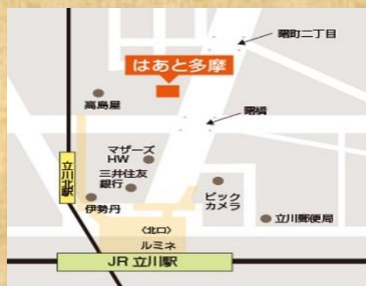 曙町二丁目
はあと多摩
高島屋
曙橋
マザーズ
HW
三井住友
銀行
立川北駅
伊勢丹
ビック
カメラ
立川郵便局
〈北口〉
ルミネ
JR 立川駅